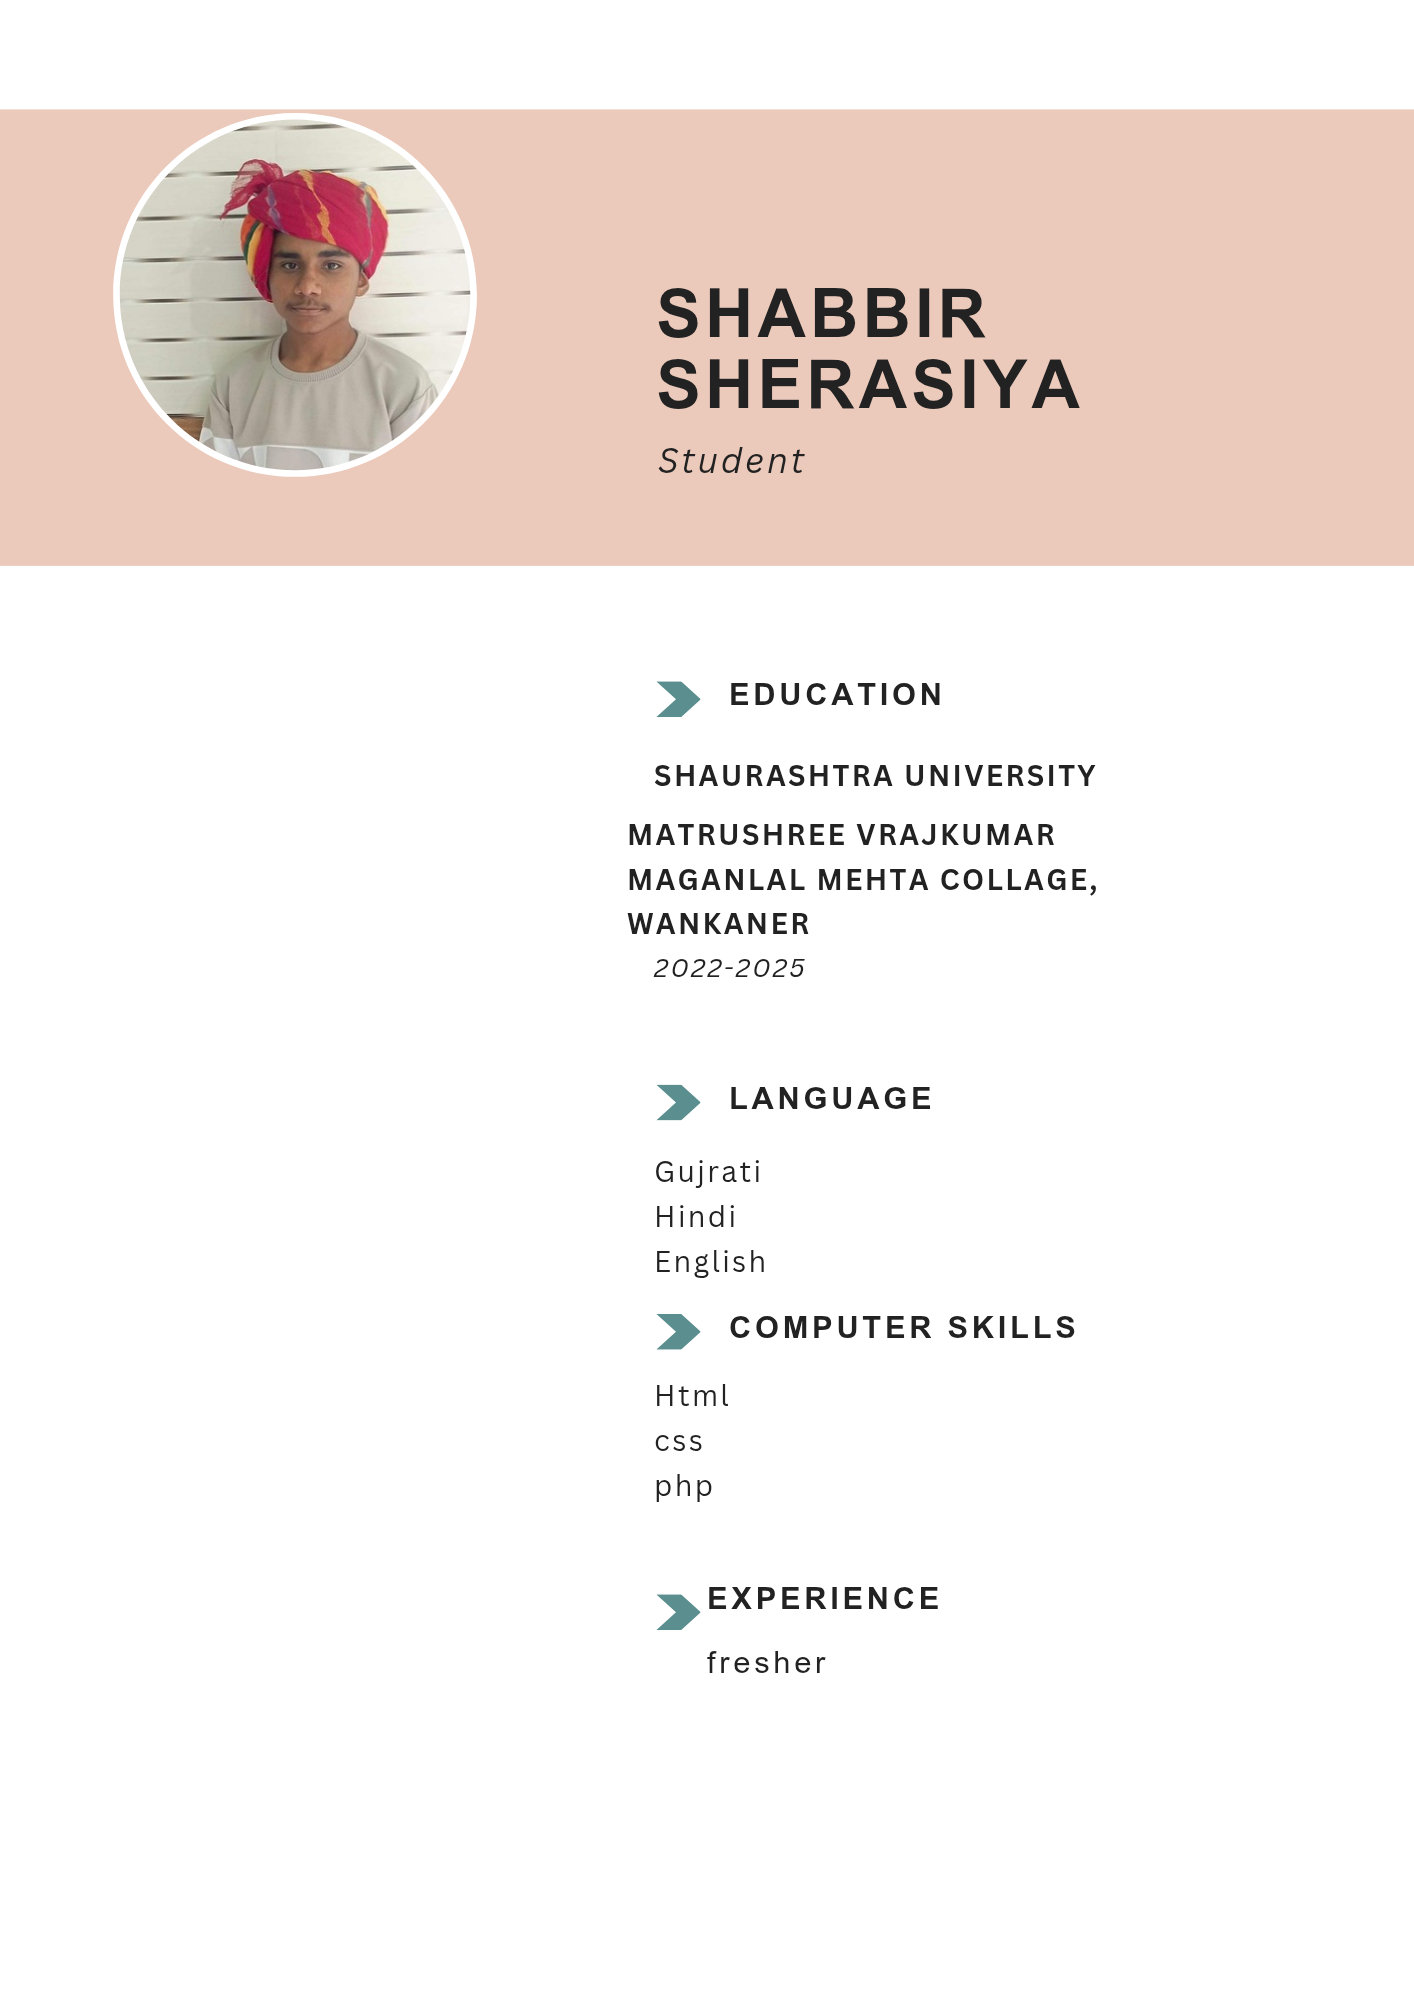 SHABBIR
SHERASIYA
Student
EDUCATION
SHAURASHTRA UNIVERSITY
MATRUSHREE VRAJKUMAR
MAGANLAL MEHTA COLLAGE,
WANKANER
2022-2025
LANGUAGE
Gujrati
Hindi
English
COMPUTER SKILLS
Html
css
php
EXPERIENCE
fresher